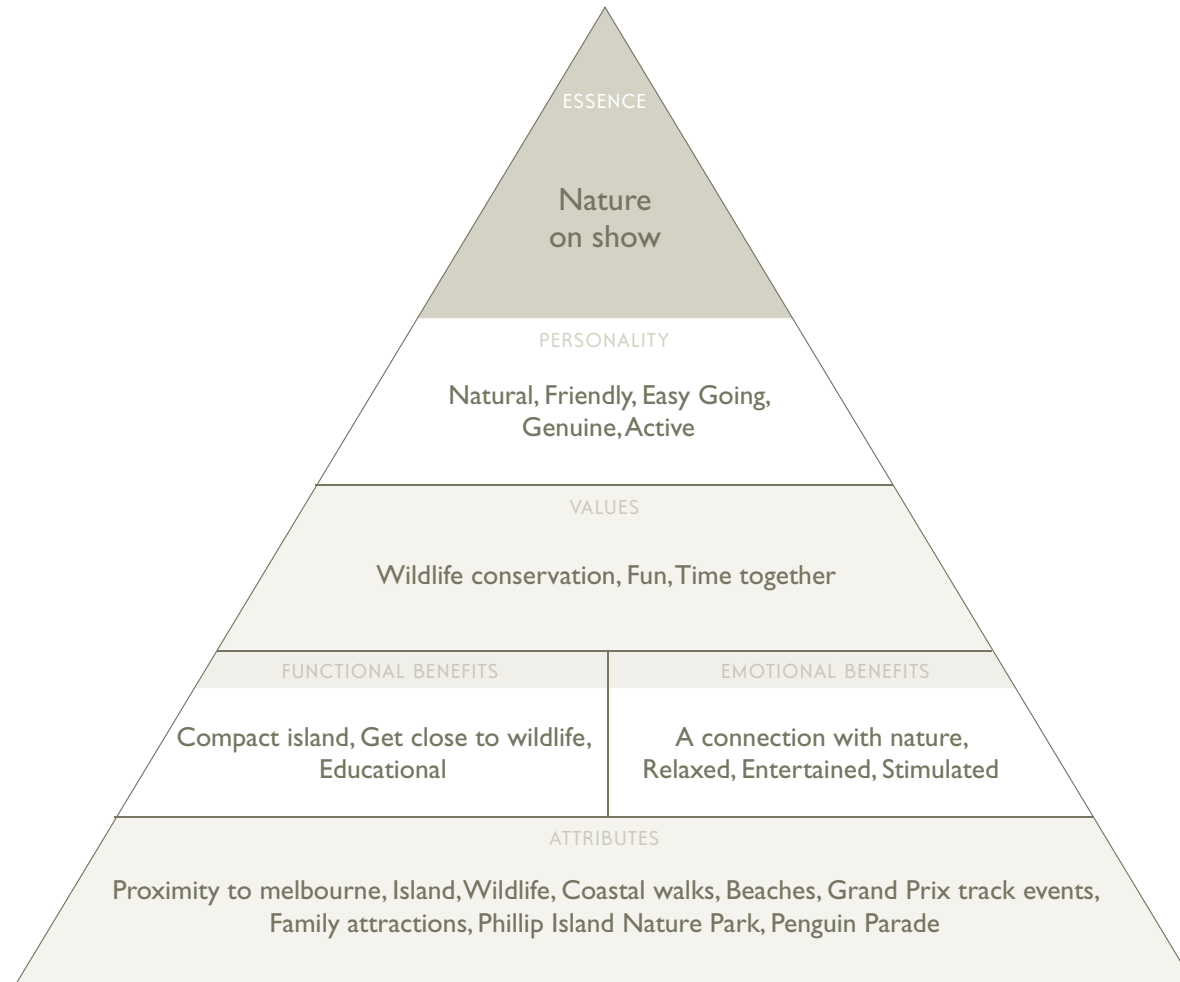 ESSENCE
Nature
on show
PERSONALITY
Natural, Friendly, Easy Going,
Genuine, Active
VALUES
Wildlife conservation, Fun, Time together
FUNCTIONAL BENEFITS
Compact island, Get close to wildlife,
Educational
EMOTIONAL BENEFITS
A connection with nature,
Relaxed, Entertained, Stimulated
ATTRIBUTES
Proximity to melbourne, Island, Wildlife, Coastal walks, Beaches, Grand Prix track events,
Family attractions, Phillip Island Nature Park, Penguin Parade